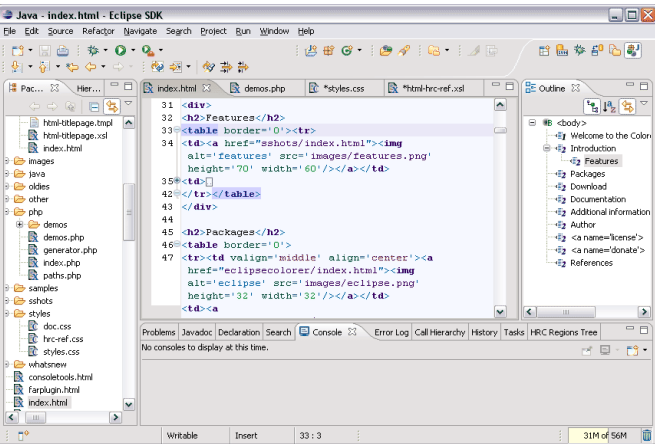 Java - index.html - Eclipse SDK
File Edit Source Refactor Navigate Search Project Run Window Help
Pac... Hier...
html-titlepage.tmpl
html-titlepage.xsl
index.html
images
java
oldies
other
php
demos
demos.php
generator.php
index.php
paths.php
samples
sshots
styles
doc.css
hrc-ref.css
styles.css
whatsnew
consoletools.html
farplugin.html
index.html
index.html demos.php *styles.css *html-hrc-ref.xsl
31 <div>
32 <h2>Features</h2>
33 <table border='0'><tr>
34 <td><a href="sshots/index.html"><img
alt='features' src='images/features.png'
height='70' width='60'/></a></td>
35 <td>
42 </tr></table>
43 </div>
44
45 <h2>Packages</h2>
46 <table border='0'>
47 <tr><td valign='middle' align='center'><a
href="eclipsecolorer/index.html"><img
alt='eclipse' src='images/eclipse.png'
height='32' width='32'/></a></td>
<td><a
Outline
<body>
Welcome to the Color
Introduction
Features
Packages
Download
Documentation
Additional information
Author
<a name='license'>
<a name='donate'>
References
Problems Javadoc Declaration Search Console Error Log Call Hierarchy History Tasks HRC Regions Tree
No consoles to display at this time.
Writable Insert 33 : 3 31M of 56M